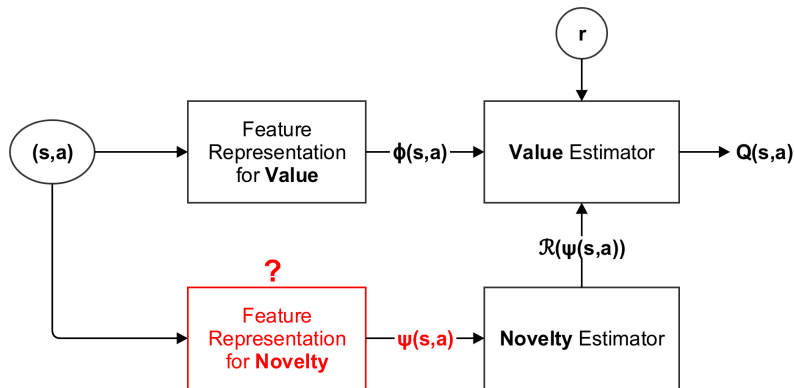 r
(s,a)
Feature
Representation
for Value
ϕ(s,a)
Value Estimator
Q(s,a)
ℛ(ψ(s,a))
?
Feature
Representation
for Novelty
ψ(s,a)
Novelty Estimator